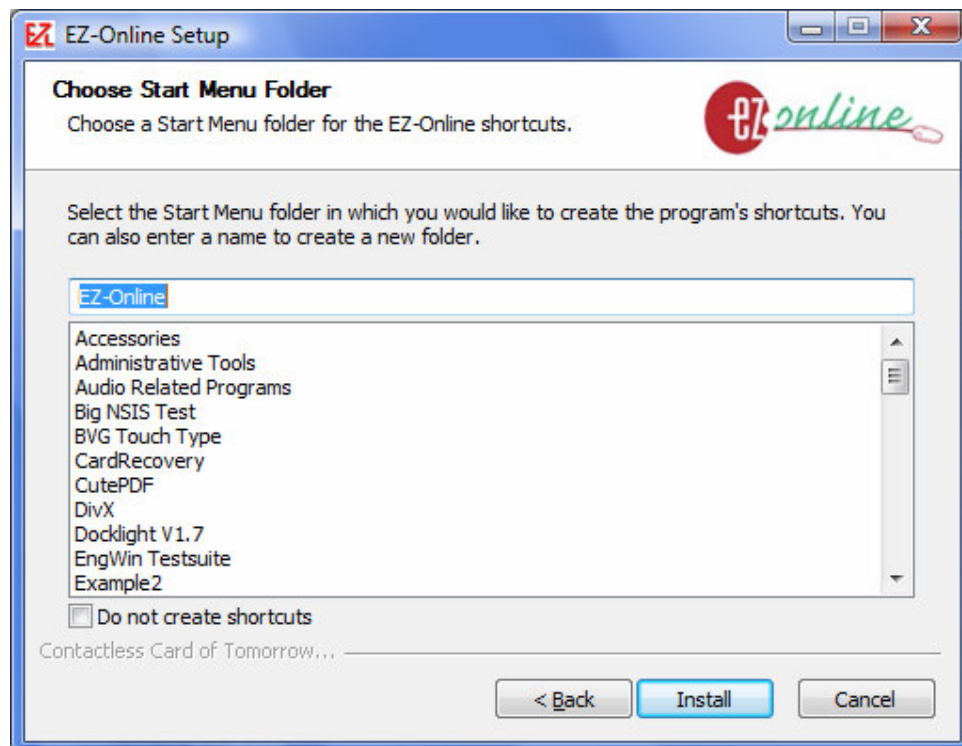 EZ EZ-Online Setup
Choose Start Menu Folder
Choose a Start Menu folder for the EZ-Online shortcuts.
ez online
Select the Start Menu folder in which you would like to create the program's shortcuts. You
can also enter a name to create a new folder.
EZ-Online
Accessories
Administrative Tools
Audio Related Programs
Big NSIS Test
BVG Touch Type
CardRecovery
CutePDF
DivX
Docklight V1.7
EngWin Testsuite
Example2
Do not create shortcuts
Contactless Card of Tomorrow...
< Back
Install
Cancel